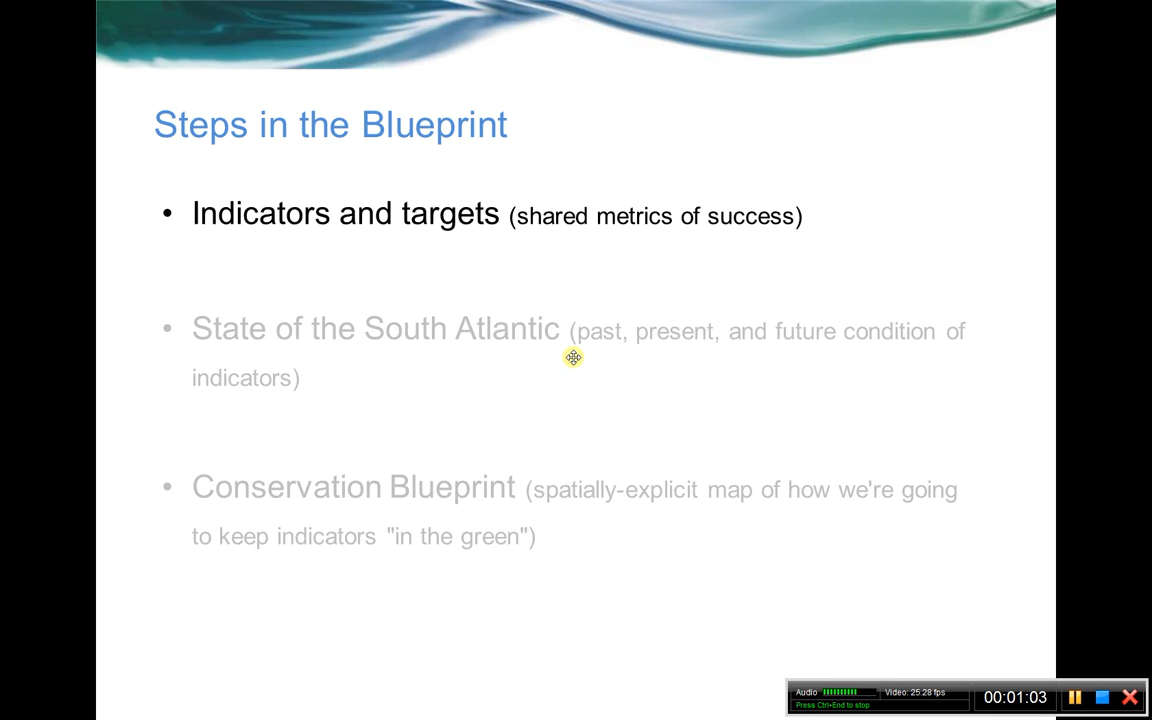 Steps in the Blueprint
• Indicators and targets (shared metrics of success)
• State of the South Atlantic (past, present, and future condition of
indicators)
• Conservation Blueprint (spatially-explicit map of how we're going
to keep indicators "in the green")
Audio Video: 25.28 fps 00:01:03
Press Ctrl+End to stop